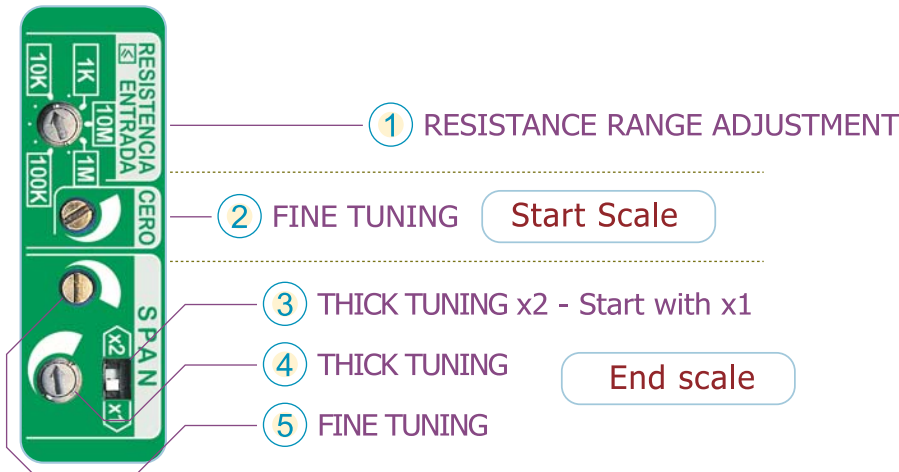 RESISTENCIA
ENTRADA
10K
1K
10M
1M
100K
CERO
SPAN
x2
x1
1 RESISTANCE RANGE ADJUSTMENT
2 FINE TUNING Start Scale
3 THICK TUNING x2 - Start with x1
4 THICK TUNING
End scale
5 FINE TUNING